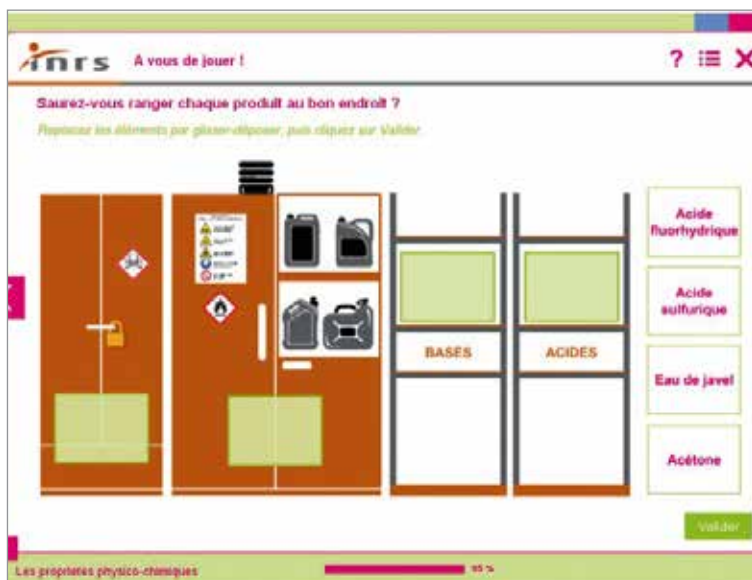 inrs
A vous de jouer !
?
Saurez-vous ranger chaque produit au bon endroit ?
Replacez les éléments par glisser-déposer, puis cliquez sur Valider.
Acide
fluorhydrique
Acide
sulfurique
BASES
ACIDES
Eau de javel
Acétone
Valider
Les propriétés physico-chimiques
95 %